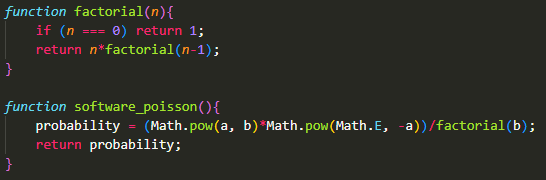 function factorial(n){
if (n === 0) return 1;
return n*factorial(n-1);
}
function software_poisson(){
probability = (Math.pow(a, b)*Math.pow(Math.E, -a))/factorial(b);
return probability;
}